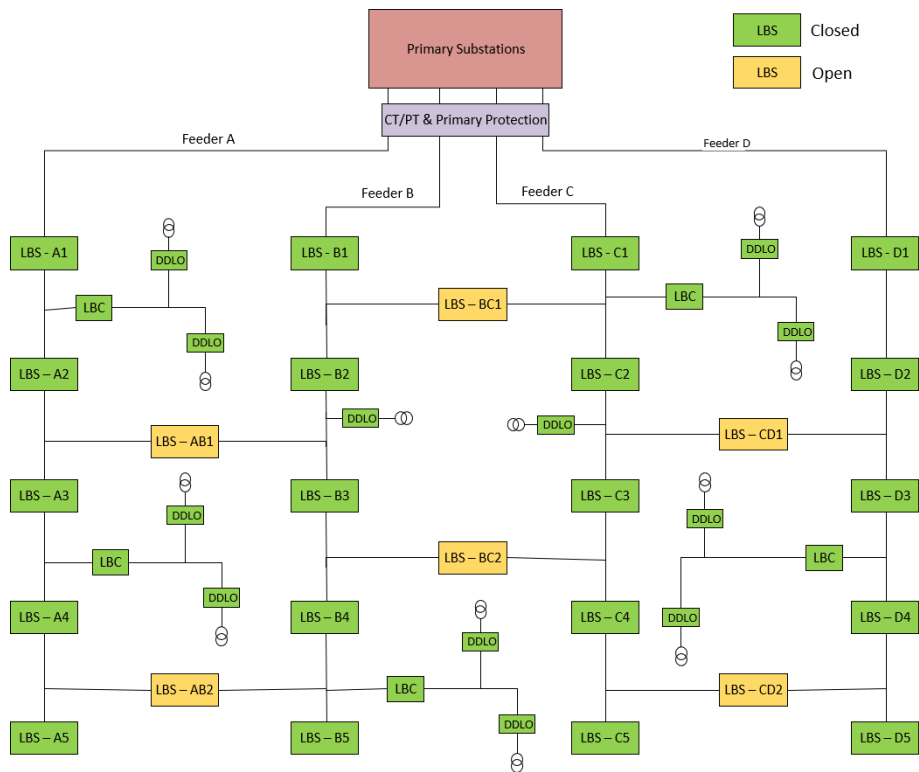 Primary Substations
LBS
Closed
LBS
Open
CT/PT & Primary Protection
Feeder A
Feeder D
Feeder B
Feeder C
LBS - A1
DDLO
LBS - B1
LBS - C1
DDLO
LBS - D1
LBC
LBS – BC1
LBC
DDLO
DDLO
LBS – A2
LBS – B2
LBS – C2
LBS – D2
DDLO
DDLO
LBS – AB1
LBS – CD1
LBS – A3
DDLO
LBS – B3
LBS – C3
DDLO
LBS – D3
LBC
LBS – BC2
LBC
DDLO
LBS – A4
LBS – B4
LBS – C4
DDLO
LBS – D4
DDLO
LBS – AB2
LBC
LBS – CD2
DDLO
LBS – A5
LBS – B5
LBS – C5
LBS – D5